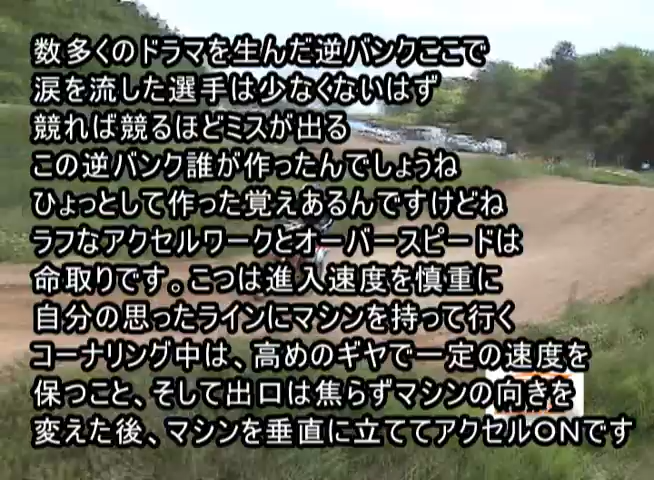 数多くのドラマを生んだ逆バンクここで
涙を流した選手は少なくないはず
競れば競るほどミスが出る
この逆バンク誰が作ったんでしょうね
ひょっとして作った覚えあるんですけどね
ラフなアクセルワークとオーバースピードは
命取りです。こつは進入速度を慎重に
自分の思ったラインにマシンを持って行く
コーナリング中は、高めのギヤで一定の速度を
保つこと、そして出口は焦らずマシンの向きを
変えた後、マシンを垂直に立ててアクセルONです